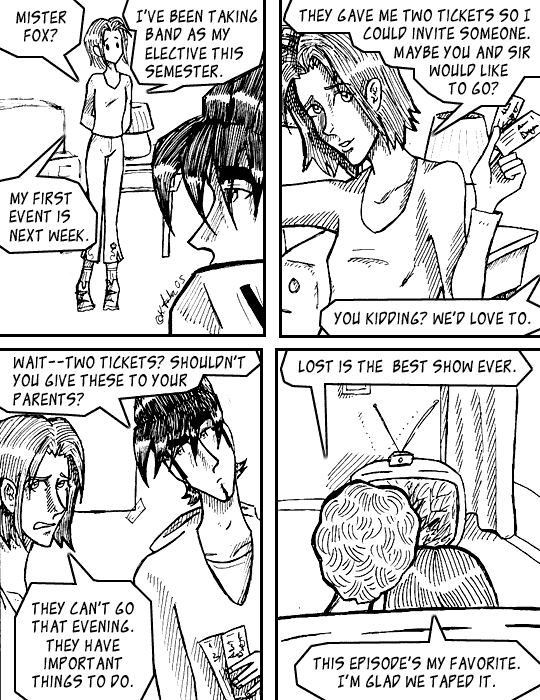 MISTER
FOX?
I'VE BEEN TAKING
BAND AS MY
ELECTIVE THIS
SEMESTER.
MY FIRST
EVENT IS
NEXT WEEK.
THEY GAVE ME TWO TICKETS SO I
COULD INVITE SOMEONE.
MAYBE YOU AND SIR
WOULD LIKE
TO GO?
YOU KIDDING? WE'D LOVE TO.
WAIT--TWO TICKETS? SHOULDN'T
YOU GIVE THESE TO YOUR
PARENTS?
THEY CAN'T GO
THAT EVENING.
THEY HAVE
IMPORTANT
THINGS TO DO.
LOST IS THE BEST SHOW EVER.
THIS EPISODE'S MY FAVORITE.
I'M GLAD WE TAPED IT.